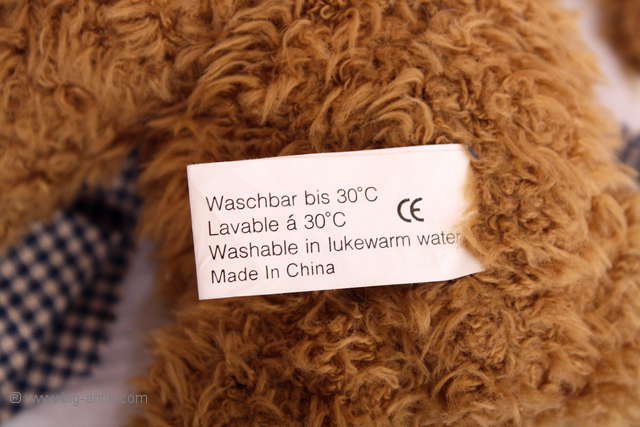 Waschbar bis 30°C
Lavable á 30°C
Washable in lukewarm water
Made In China
CE